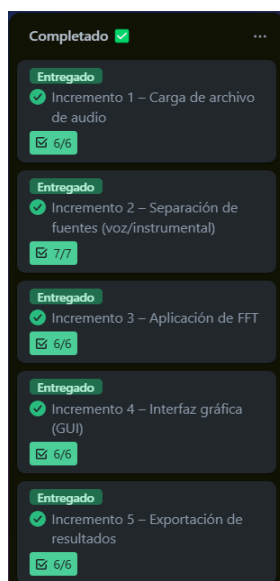 Completado ✅ ...
Entregado
Incremento 1 – Carga de archivo
de audio
6/6
Entregado
Incremento 2 – Separación de
fuentes (voz/instrumental)
7/7
Entregado
Incremento 3 – Aplicación de FFT
6/6
Entregado
Incremento 4 – Interfaz gráfica
(GUI)
6/6
Entregado
Incremento 5 – Exportación de
resultados
6/6